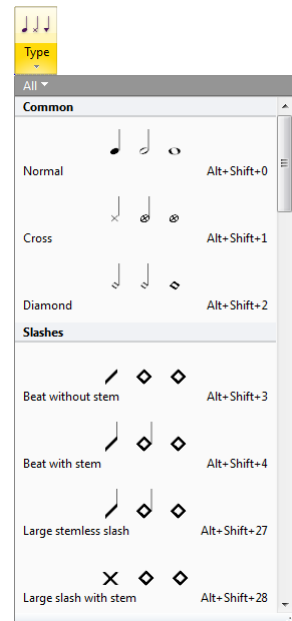 Type
All
Common
Normal Alt+Shift+0
Cross Alt+Shift+1
Diamond Alt+Shift+2
Slashes
Beat without stem Alt+Shift+3
Beat with stem Alt+Shift+4
Large stemless slash Alt+Shift+27
Large slash with stem Alt+Shift+28